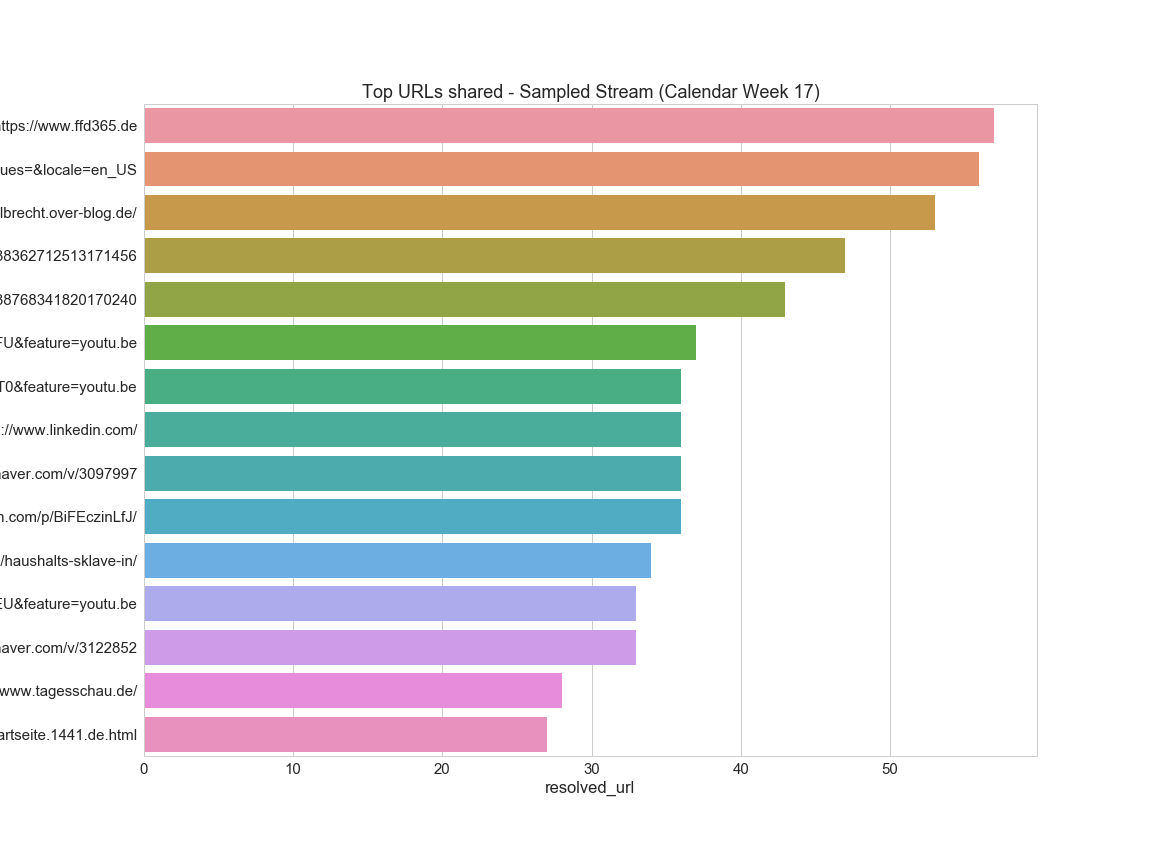 Top URLs shared - Sampled Stream (Calendar Week 17)
ttps://www.ffd365.de
ues=&locale=en_US
lbrecht.over-blog.de/
38362712513171456
38768341820170240
FU&feature=youtu.be
T0&feature=youtu.be
://www.linkedin.com/
naver.com/v/3097997
n.com/p/BiFEczinLfJ/
/haushalts-sklave-in/
EU&feature=youtu.be
naver.com/v/3122852
www.tagesschau.de/
artseite.1441.de.html
0 10 20 30 40 50
resolved_url